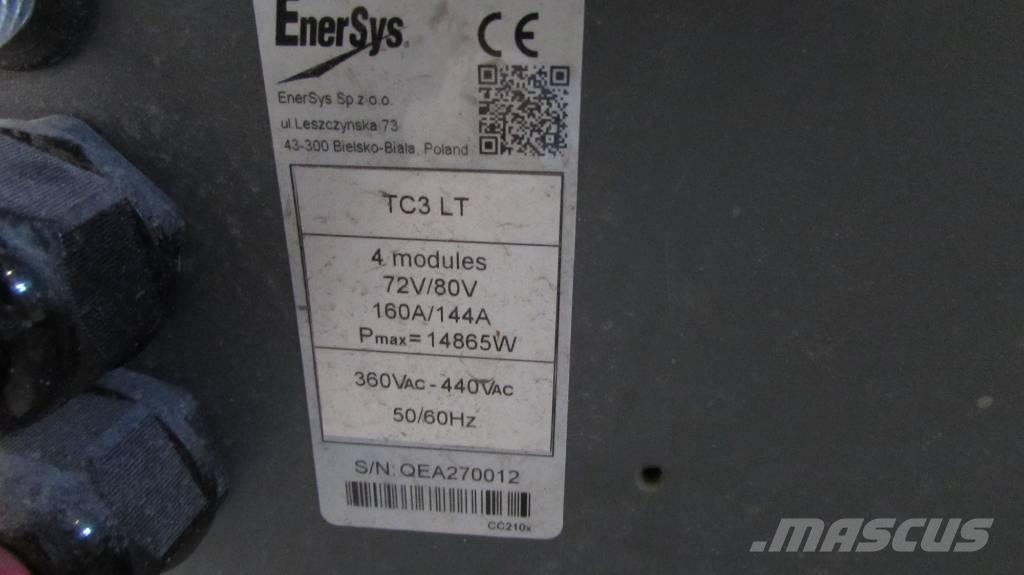 EnerSys.
CE
EnerSys Sp z o.o.
ul Leszczynska 73
43-300 Bielsko-Biala, Poland
TC3 LT
4 modules
72V/80V
160A/144A
Pmax=14865W
360VAC-440VAC
50/60Hz
S/N: QEA270012
CC210x
.MASCUS